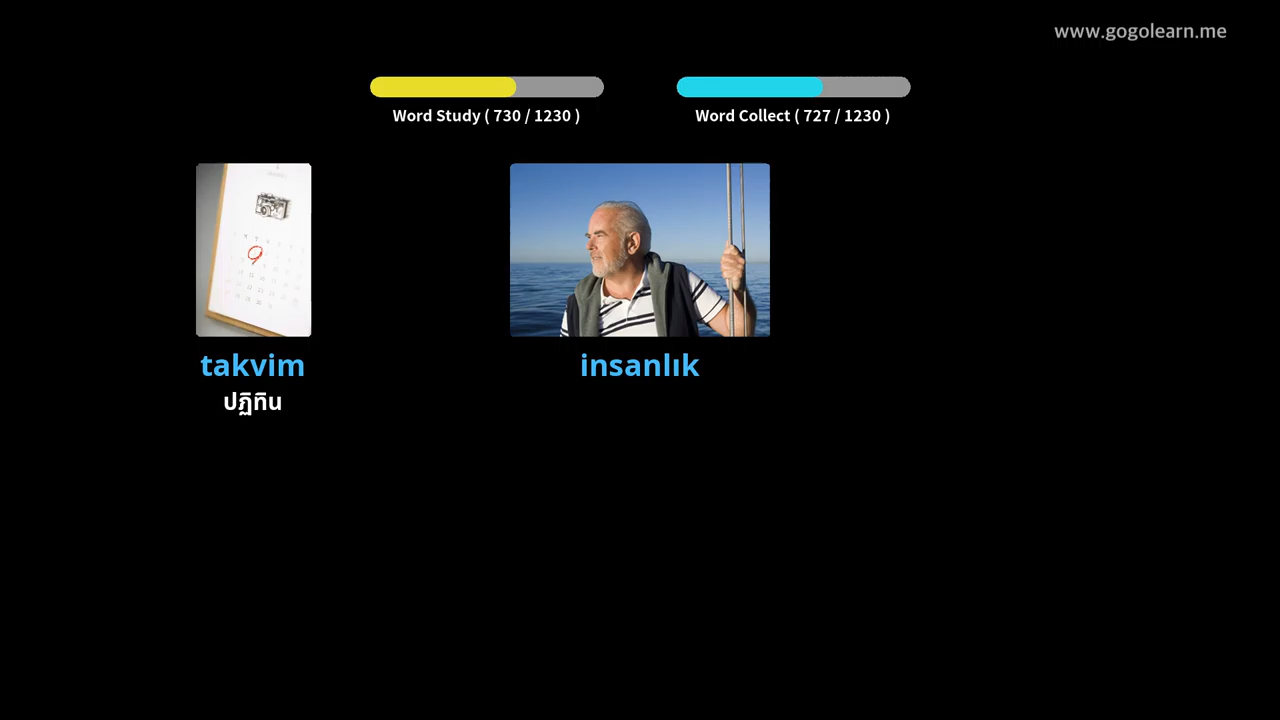 www.gogolearn.me
Word Study ( 730 / 1230 )
Word Collect ( 727 / 1230 )
takvim
ปฏิทิน
insanlık